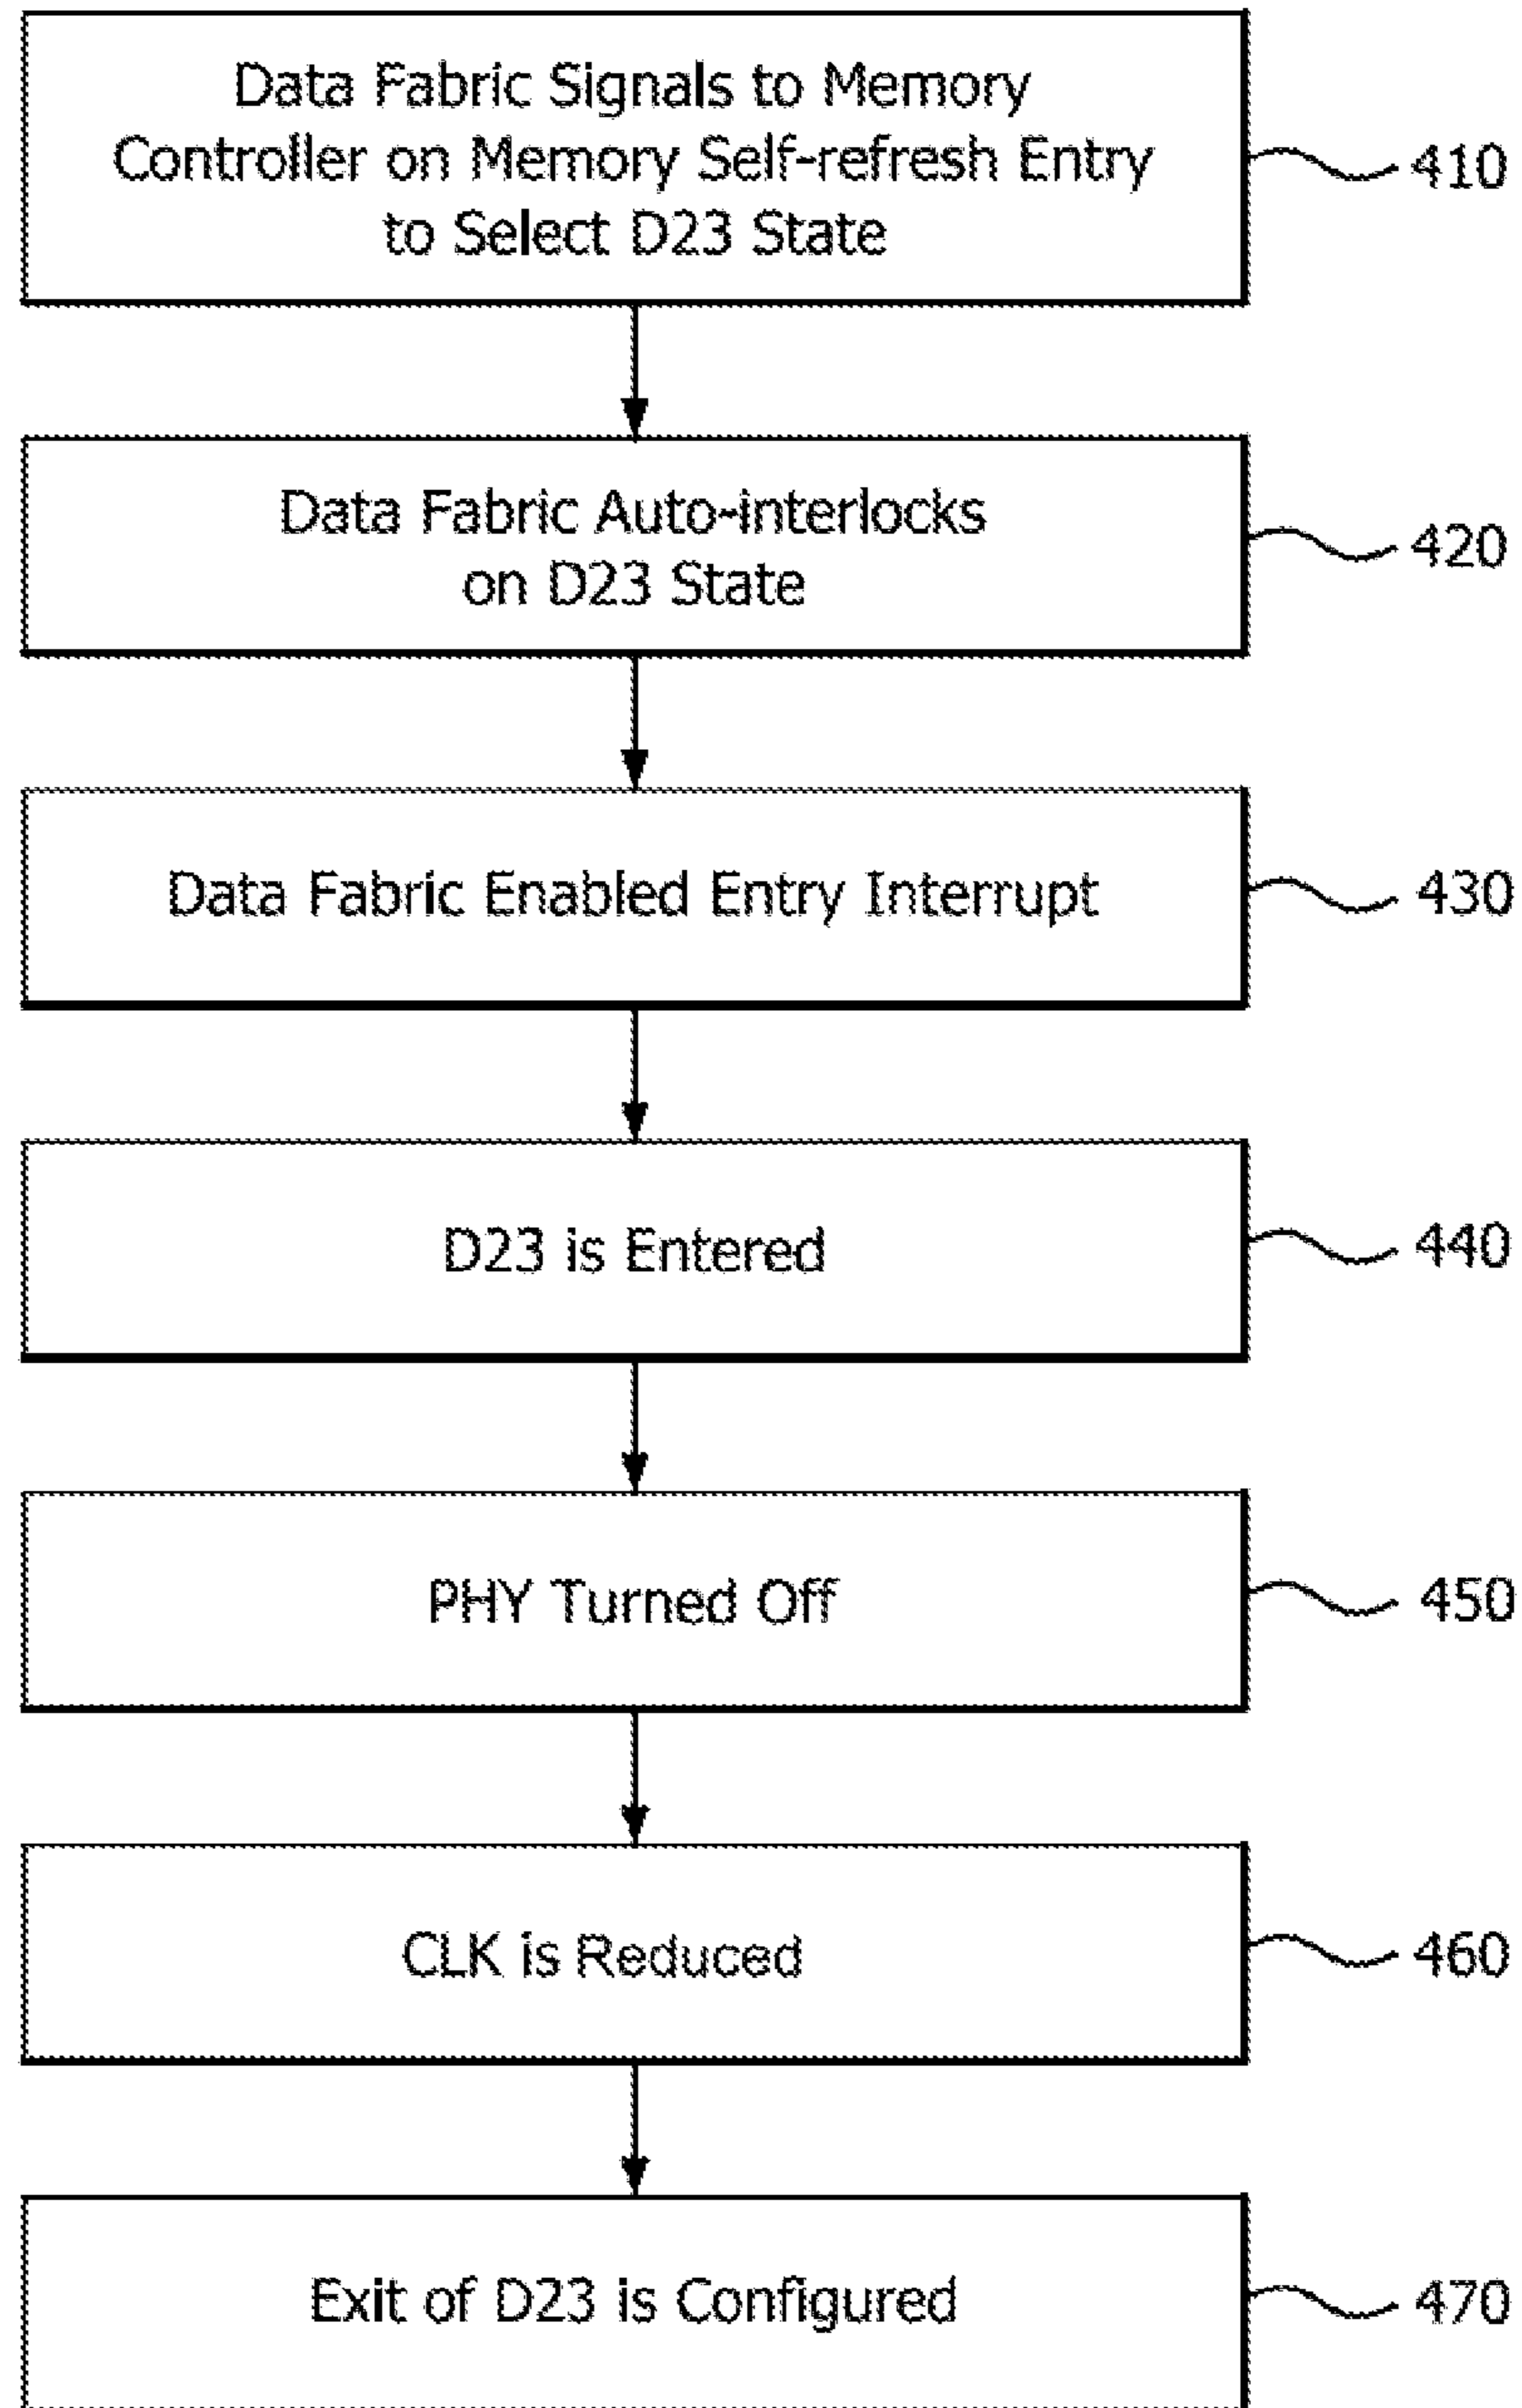 Data Fabric Signals to Memory
Controller on Memory Self-refresh Entry
to Select D23 State
410
Data Fabric Auto-interlocks
on D23 State
420
Data Fabric Enabled Entry Interrupt
430
D23 is Entered
440
PHY Turned Off
450
CLK is Reduced
460
Exit of D23 is Configured
470